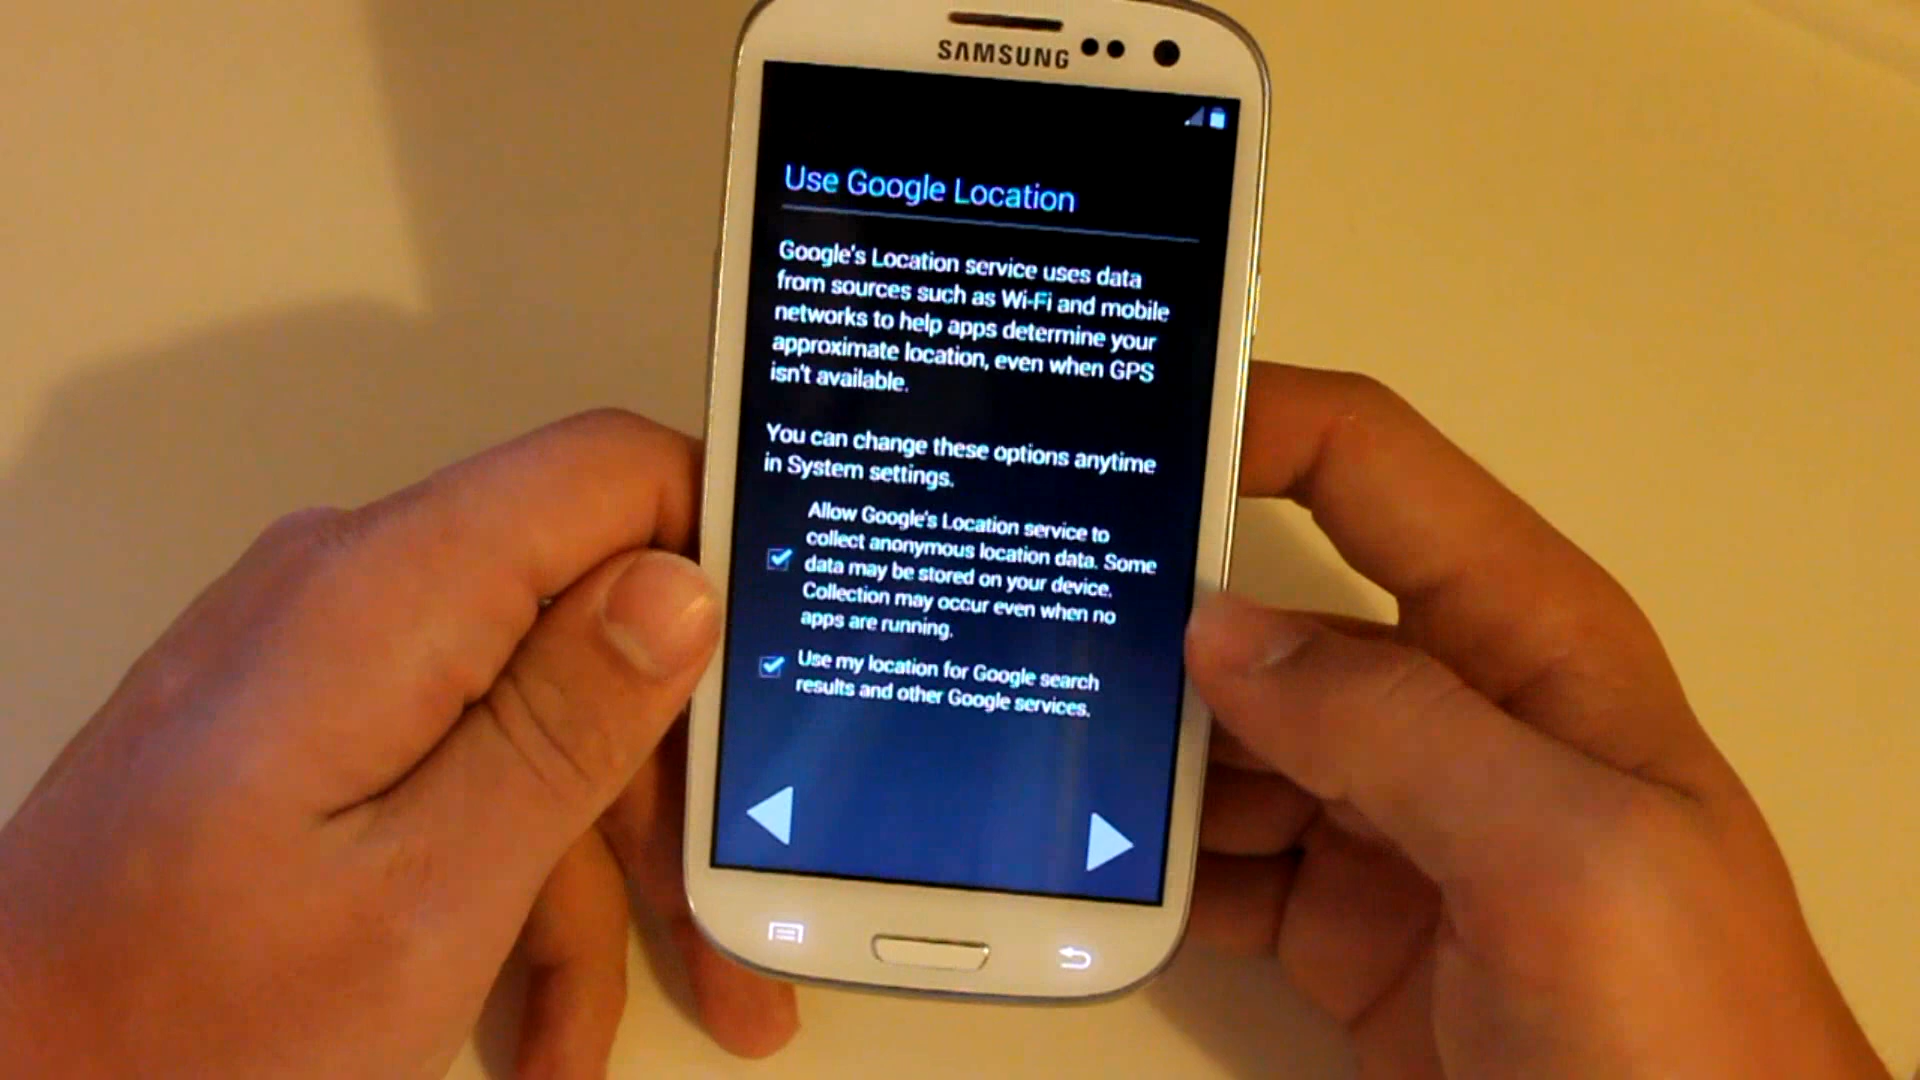 SAMSUNG
Use Google Location
Google's Location service uses data
from sources such as Wi-Fi and mobile
networks to help apps determine your
approximate location, even when GPS
isn't available.
You can change these options anytime
in System settings.
Allow Google's Location service to
collect anonymous location data. Some
data may be stored on your device.
Collection may occur even when no
apps are running.
Use my location for Google search
results and other Google services.